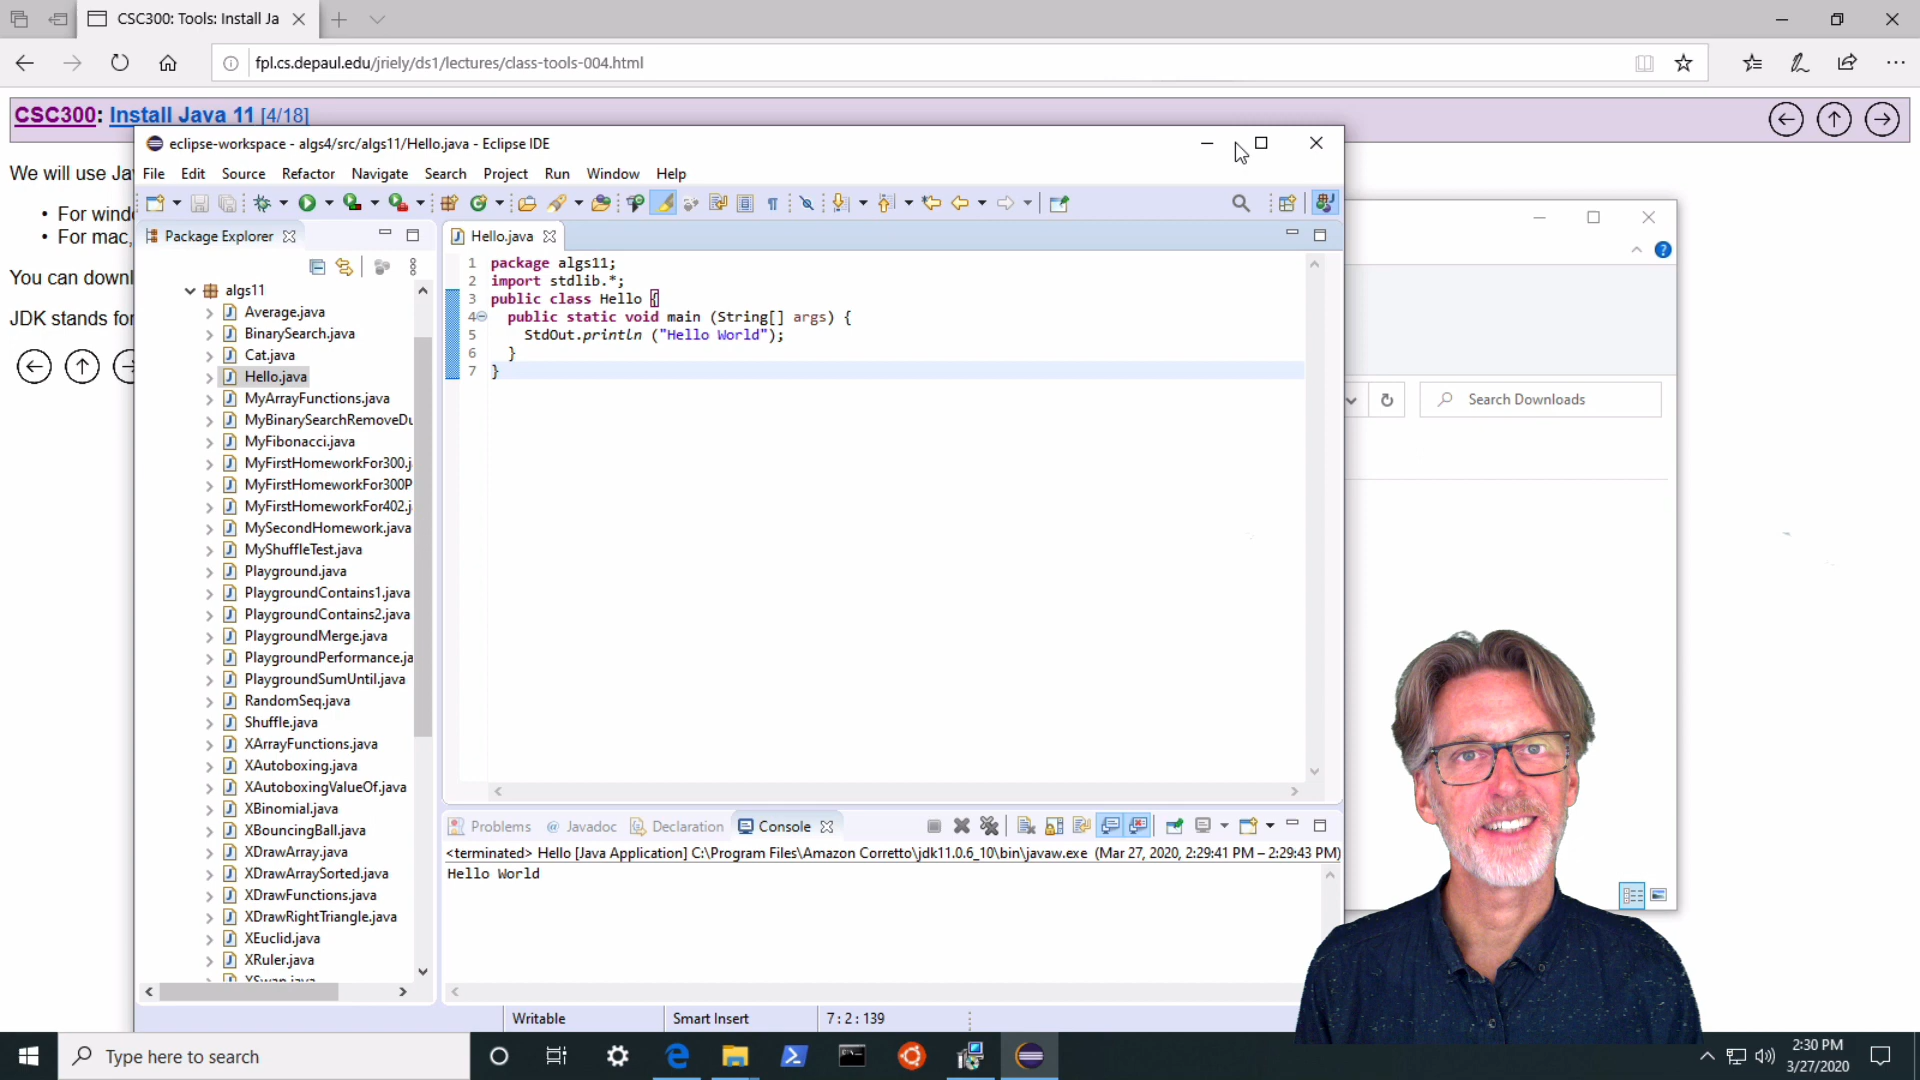 CSC300: Tools: Install Ja
fpl.cs.depaul.edu/jriely/ds1/lectures/class-tools-004.html
CSC300: Install Java 11 [4/18]
We will use Ja
• For wind
• For mac,
You can downl
JDK stands for
eclipse-workspace - algs4/src/algs11/Hello.java - Eclipse IDE
File Edit Source Refactor Navigate Search Project Run Window Help
Package Explorer
algs11
Average.java
BinarySearch.java
Cat.java
Hello.java
MyArrayFunctions.java
MyBinarySearchRemoveDu
MyFibonacci.java
MyFirstHomeworkFor300.j
MyFirstHomeworkFor300P
MyFirstHomeworkFor402.j
MySecondHomework.java
MyShuffleTest.java
Playground.java
PlaygroundContains1.java
PlaygroundContains2.java
PlaygroundMerge.java
PlaygroundPerformance.ja
PlaygroundSumUntil.java
RandomSeq.java
Shuffle.java
XArrayFunctions.java
XAutoboxing.java
XAutoboxingValueOf.java
XBinomial.java
XBouncingBall.java
XDrawArray.java
XDrawArraySorted.java
XDrawFunctions.java
XDrawRightTriangle.java
XEuclid.java
XRuler.java
XSwap.java
Hello.java
1 package algs11;
2 import stdlib.*;
3 public class Hello {
4 public static void main (String[] args) {
5 StdOut.println ("Hello World");
6 }
7 }
Problems @ Javadoc Declaration Console
<terminated> Hello [Java Application] C:\Program Files\Amazon Corretto\jdk11.0.6_10\bin\javaw.exe (Mar 27, 2020, 2:29:41 PM – 2:29:43 PM)
Hello World
Writable Smart Insert 7 : 2 : 139
Search Downloads
Type here to search
2:30 PM
3/27/2020